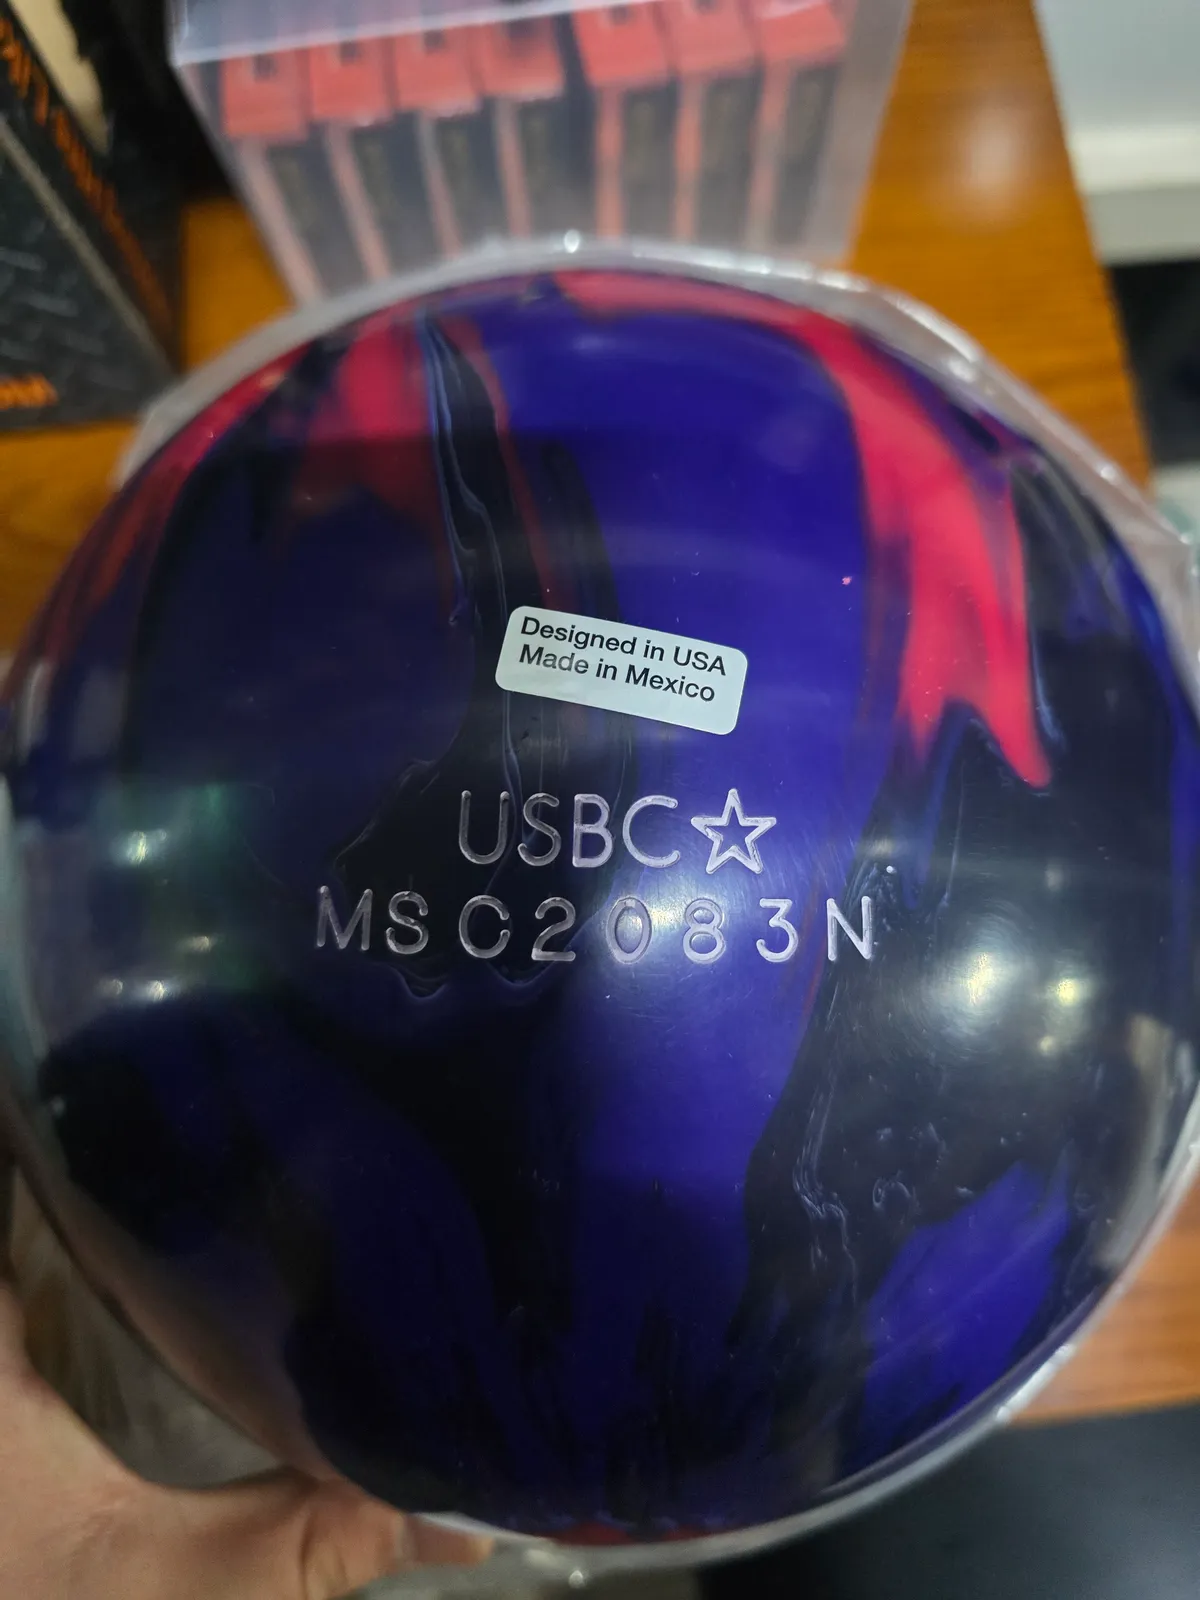 Designed in USA
Made in Mexico
USBC☆
MSC2083N